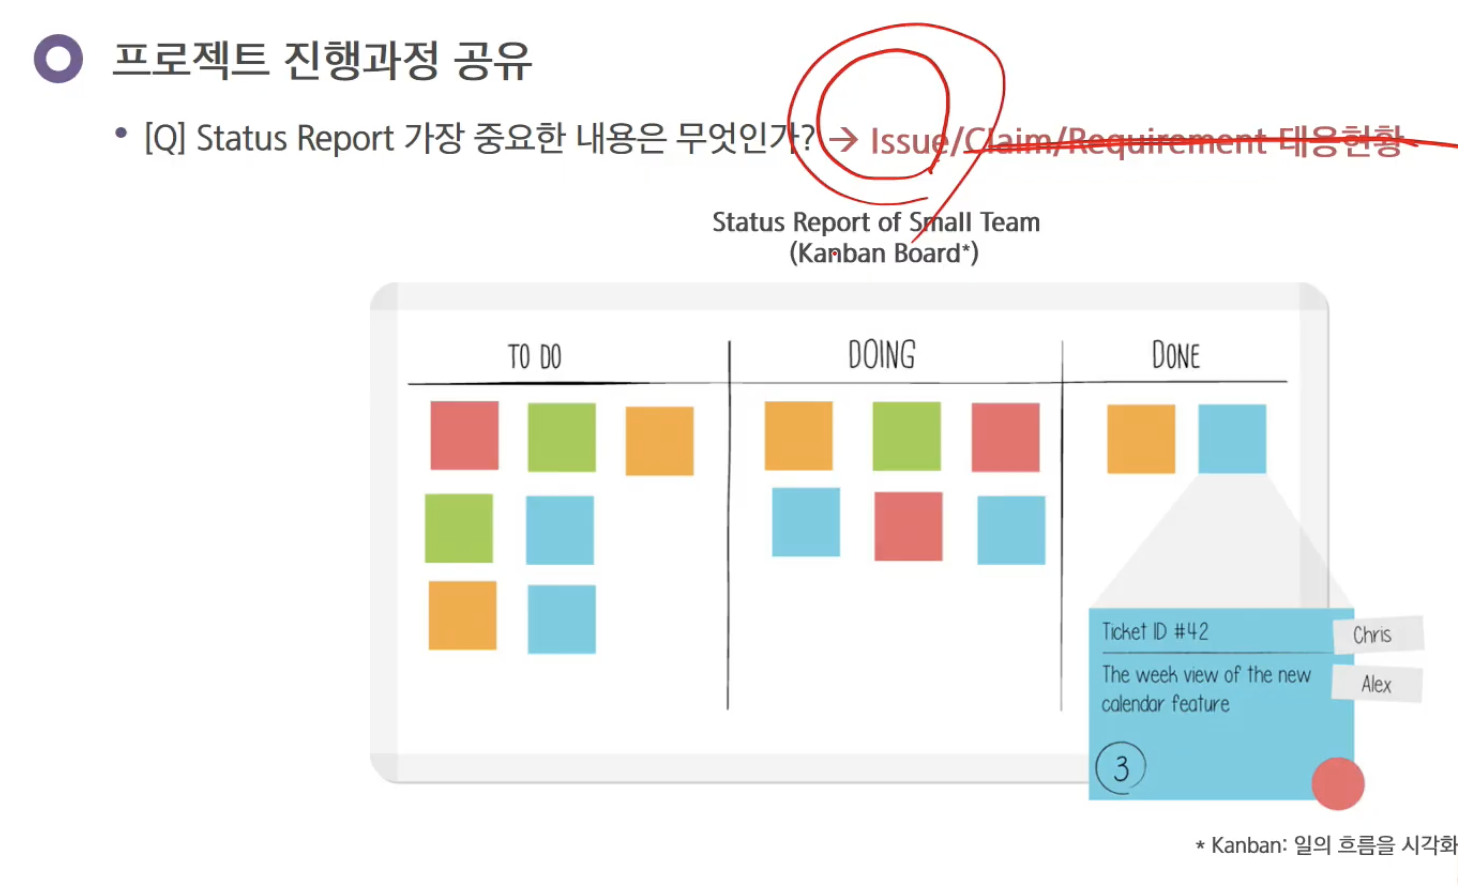 프로젝트 진행과정 공유
• [Q] Status Report 가장 중요한 내용은 무엇인가? → Issue/Claim/Requirement 대응현황
Status Report of Small Team
(Kanban Board*)
TO DO
DOING
DONE
Ticket ID #42
Chris
The week view of the new
calendar feature
Alex
3
* Kanban: 일의 흐름을 시각화